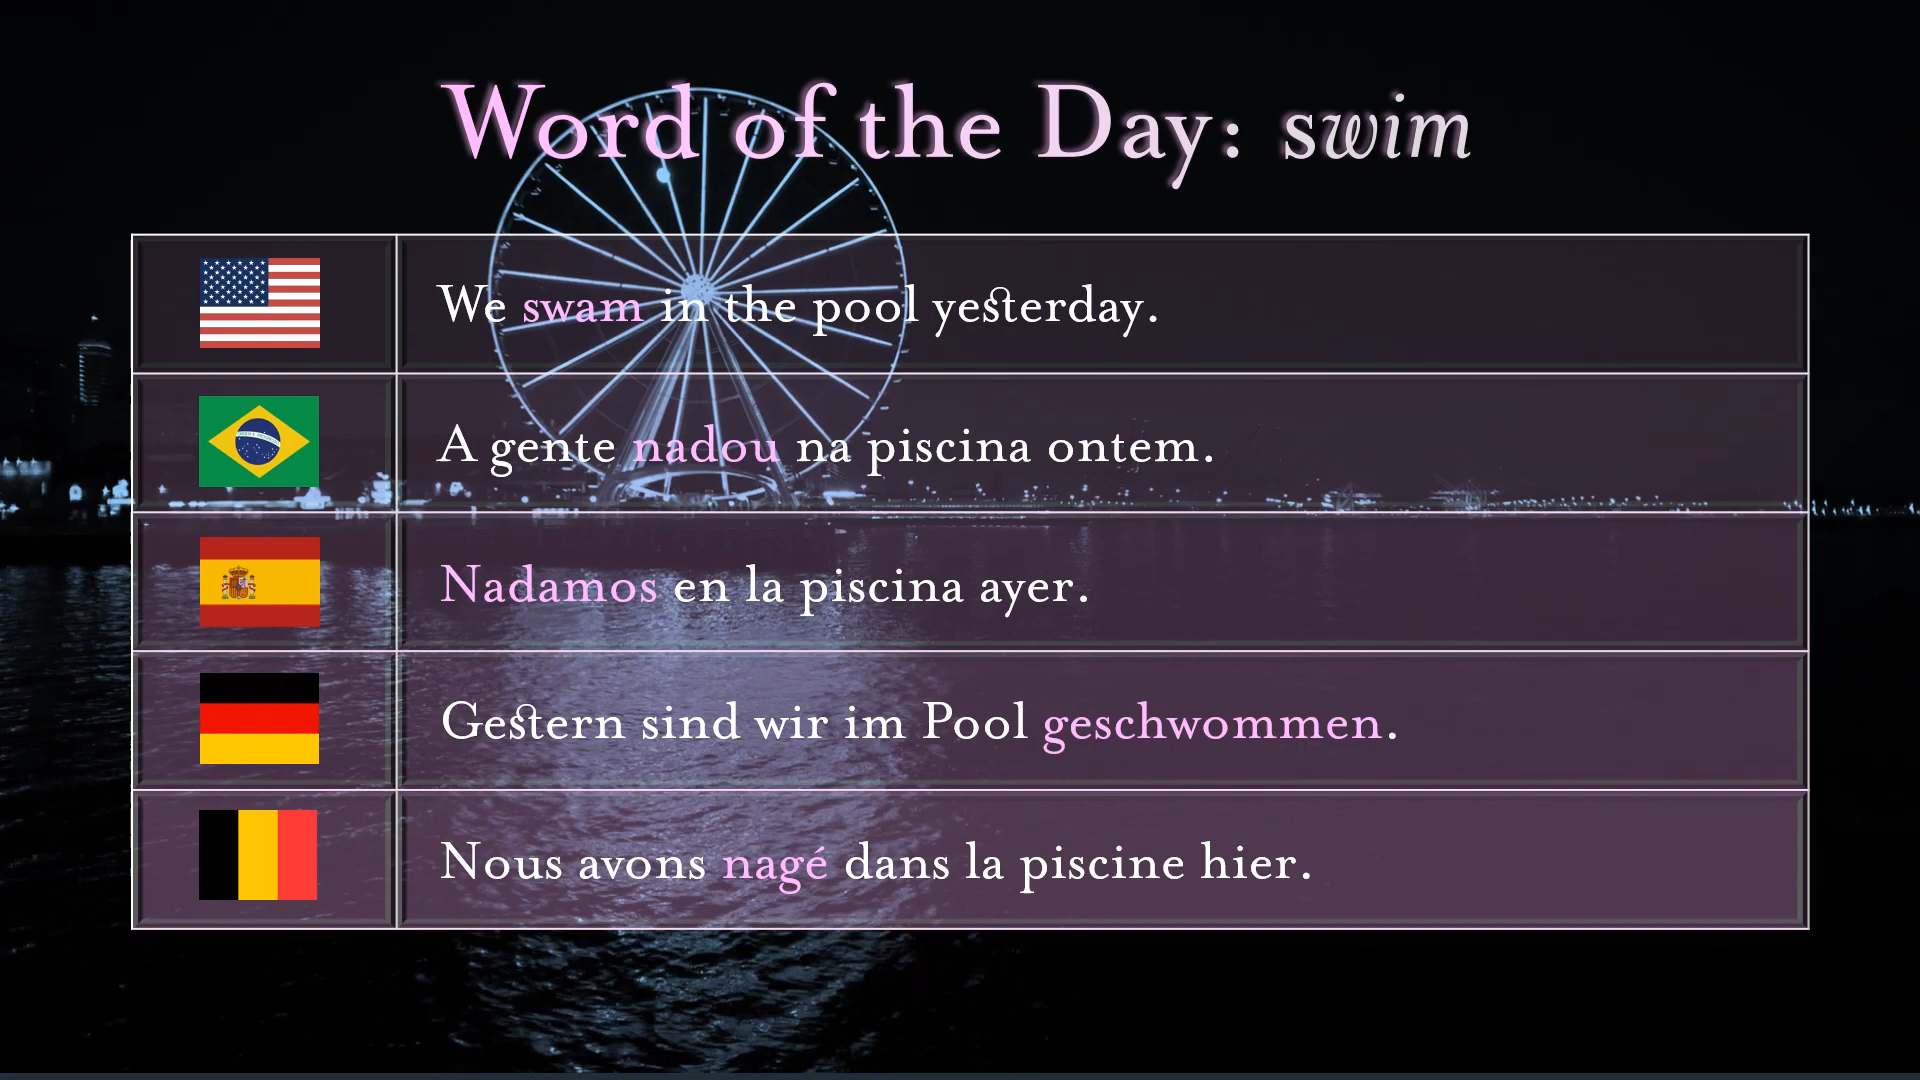 Word of the Day: swim
We swam in the pool yesterday.
A gente nadou na piscina ontem.
Nadamos en la piscina ayer.
Gestern sind wir im Pool geschwommen.
Nous avons nagé dans la piscine hier.